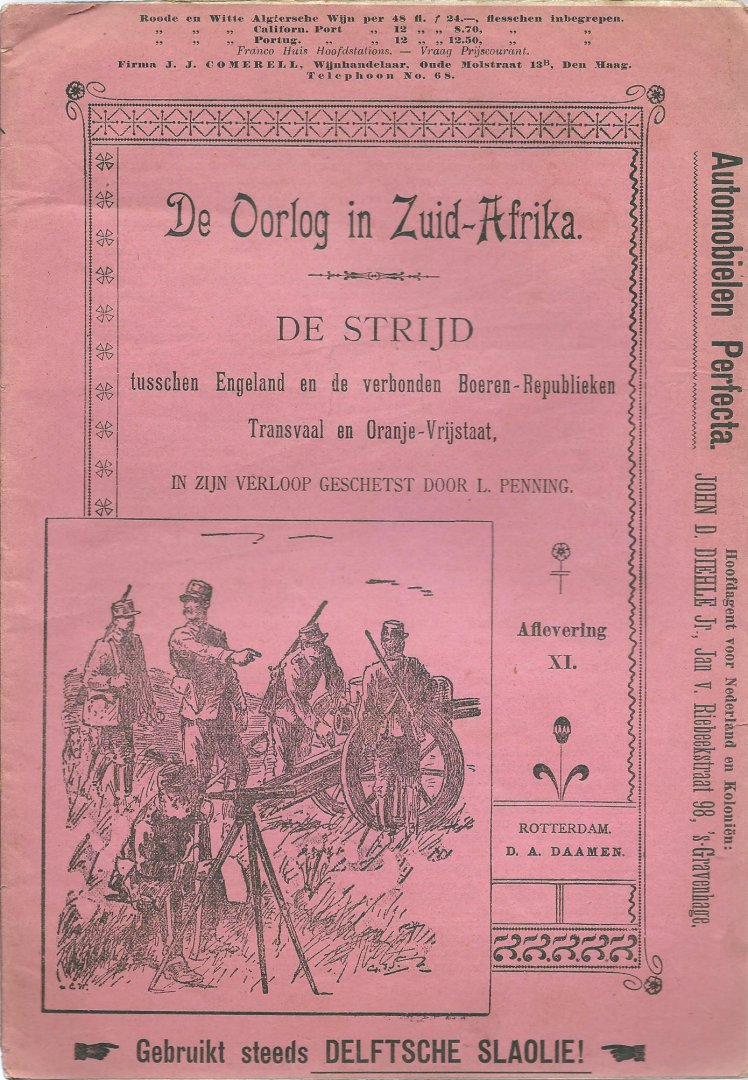 Roode en Witte Algiersche Wijn per 48 fl. ƒ 24.—, flesschen inbegrepen.
„ „ „ Californ. Port „ 12 „ „ 8.70, „ „
„ „ „ Portug. „ „ 12 „ „ 12.50, „ „
Franco Huis Hoofdstations. — Vraag Prijscourant.
Firma J. J. COMERELL, Wijnhandelaar, Oude Molstraat 13B, Den Haag.
Telephoon No. 68.
De Oorlog in Zuid-Afrika.
DE STRIJD
tusschen Engeland en de verbonden Boeren-Republieken
Transvaal en Oranje-Vrijstaat,
IN ZIJN VERLOOP GESCHETST DOOR L. PENNING.
Aflevering
XI.
ROTTERDAM.
D. A. DAAMEN.
Automobielen Perfecta.
Hoofdagent voor Nederland en Koloniën:
JOHN D. DIEHLE Jr., Jan v. Riebeekstraat 98, 's-Gravenhage.
Gebruikt steeds DELFTSCHE SLAOLIE!